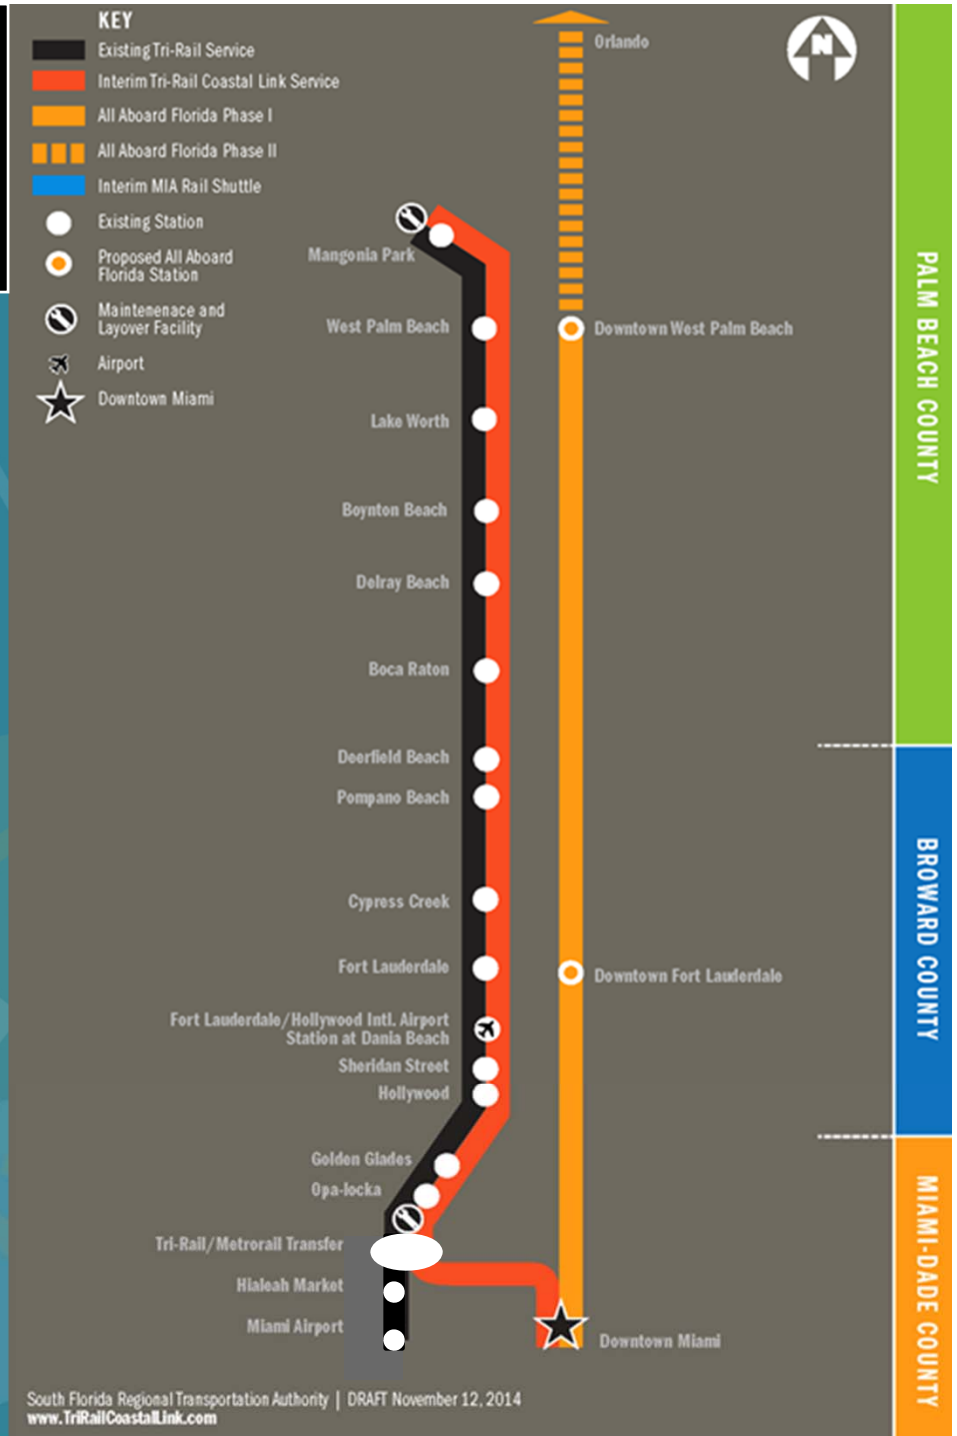 KEY
Existing Tri-Rail Service
Interim Tri-Rail Coastal Link Service
All Aboard Florida Phase I
All Aboard Florida Phase II
Interim MIA Rail Shuttle
Existing Station
Proposed All Aboard
Florida Station
Maintenenace and
Layover Facility
Airport
Downtown Miami
Orlando
N
Mangonia Park
West Palm Beach
Downtown West Palm Beach
Lake Worth
Boynton Beach
Delray Beach
Boca Raton
Deerfield Beach
Pompano Beach
Cypress Creek
Fort Lauderdale
Downtown Fort Lauderdale
Fort Lauderdale/Hollywood Intl. Airport
Station at Dania Beach
Sheridan Street
Hollywood
Golden Glades
Opa-locka
Tri-Rail/Metrorail Transfer
Hialeah Market
Miami Airport
Downtown Miami
PALM BEACH COUNTY
BROWARD COUNTY
MIAMI-DADE COUNTY
South Florida Regional Transportation Authority | DRAFT November 12, 2014
www.TriRailCoastalLink.com